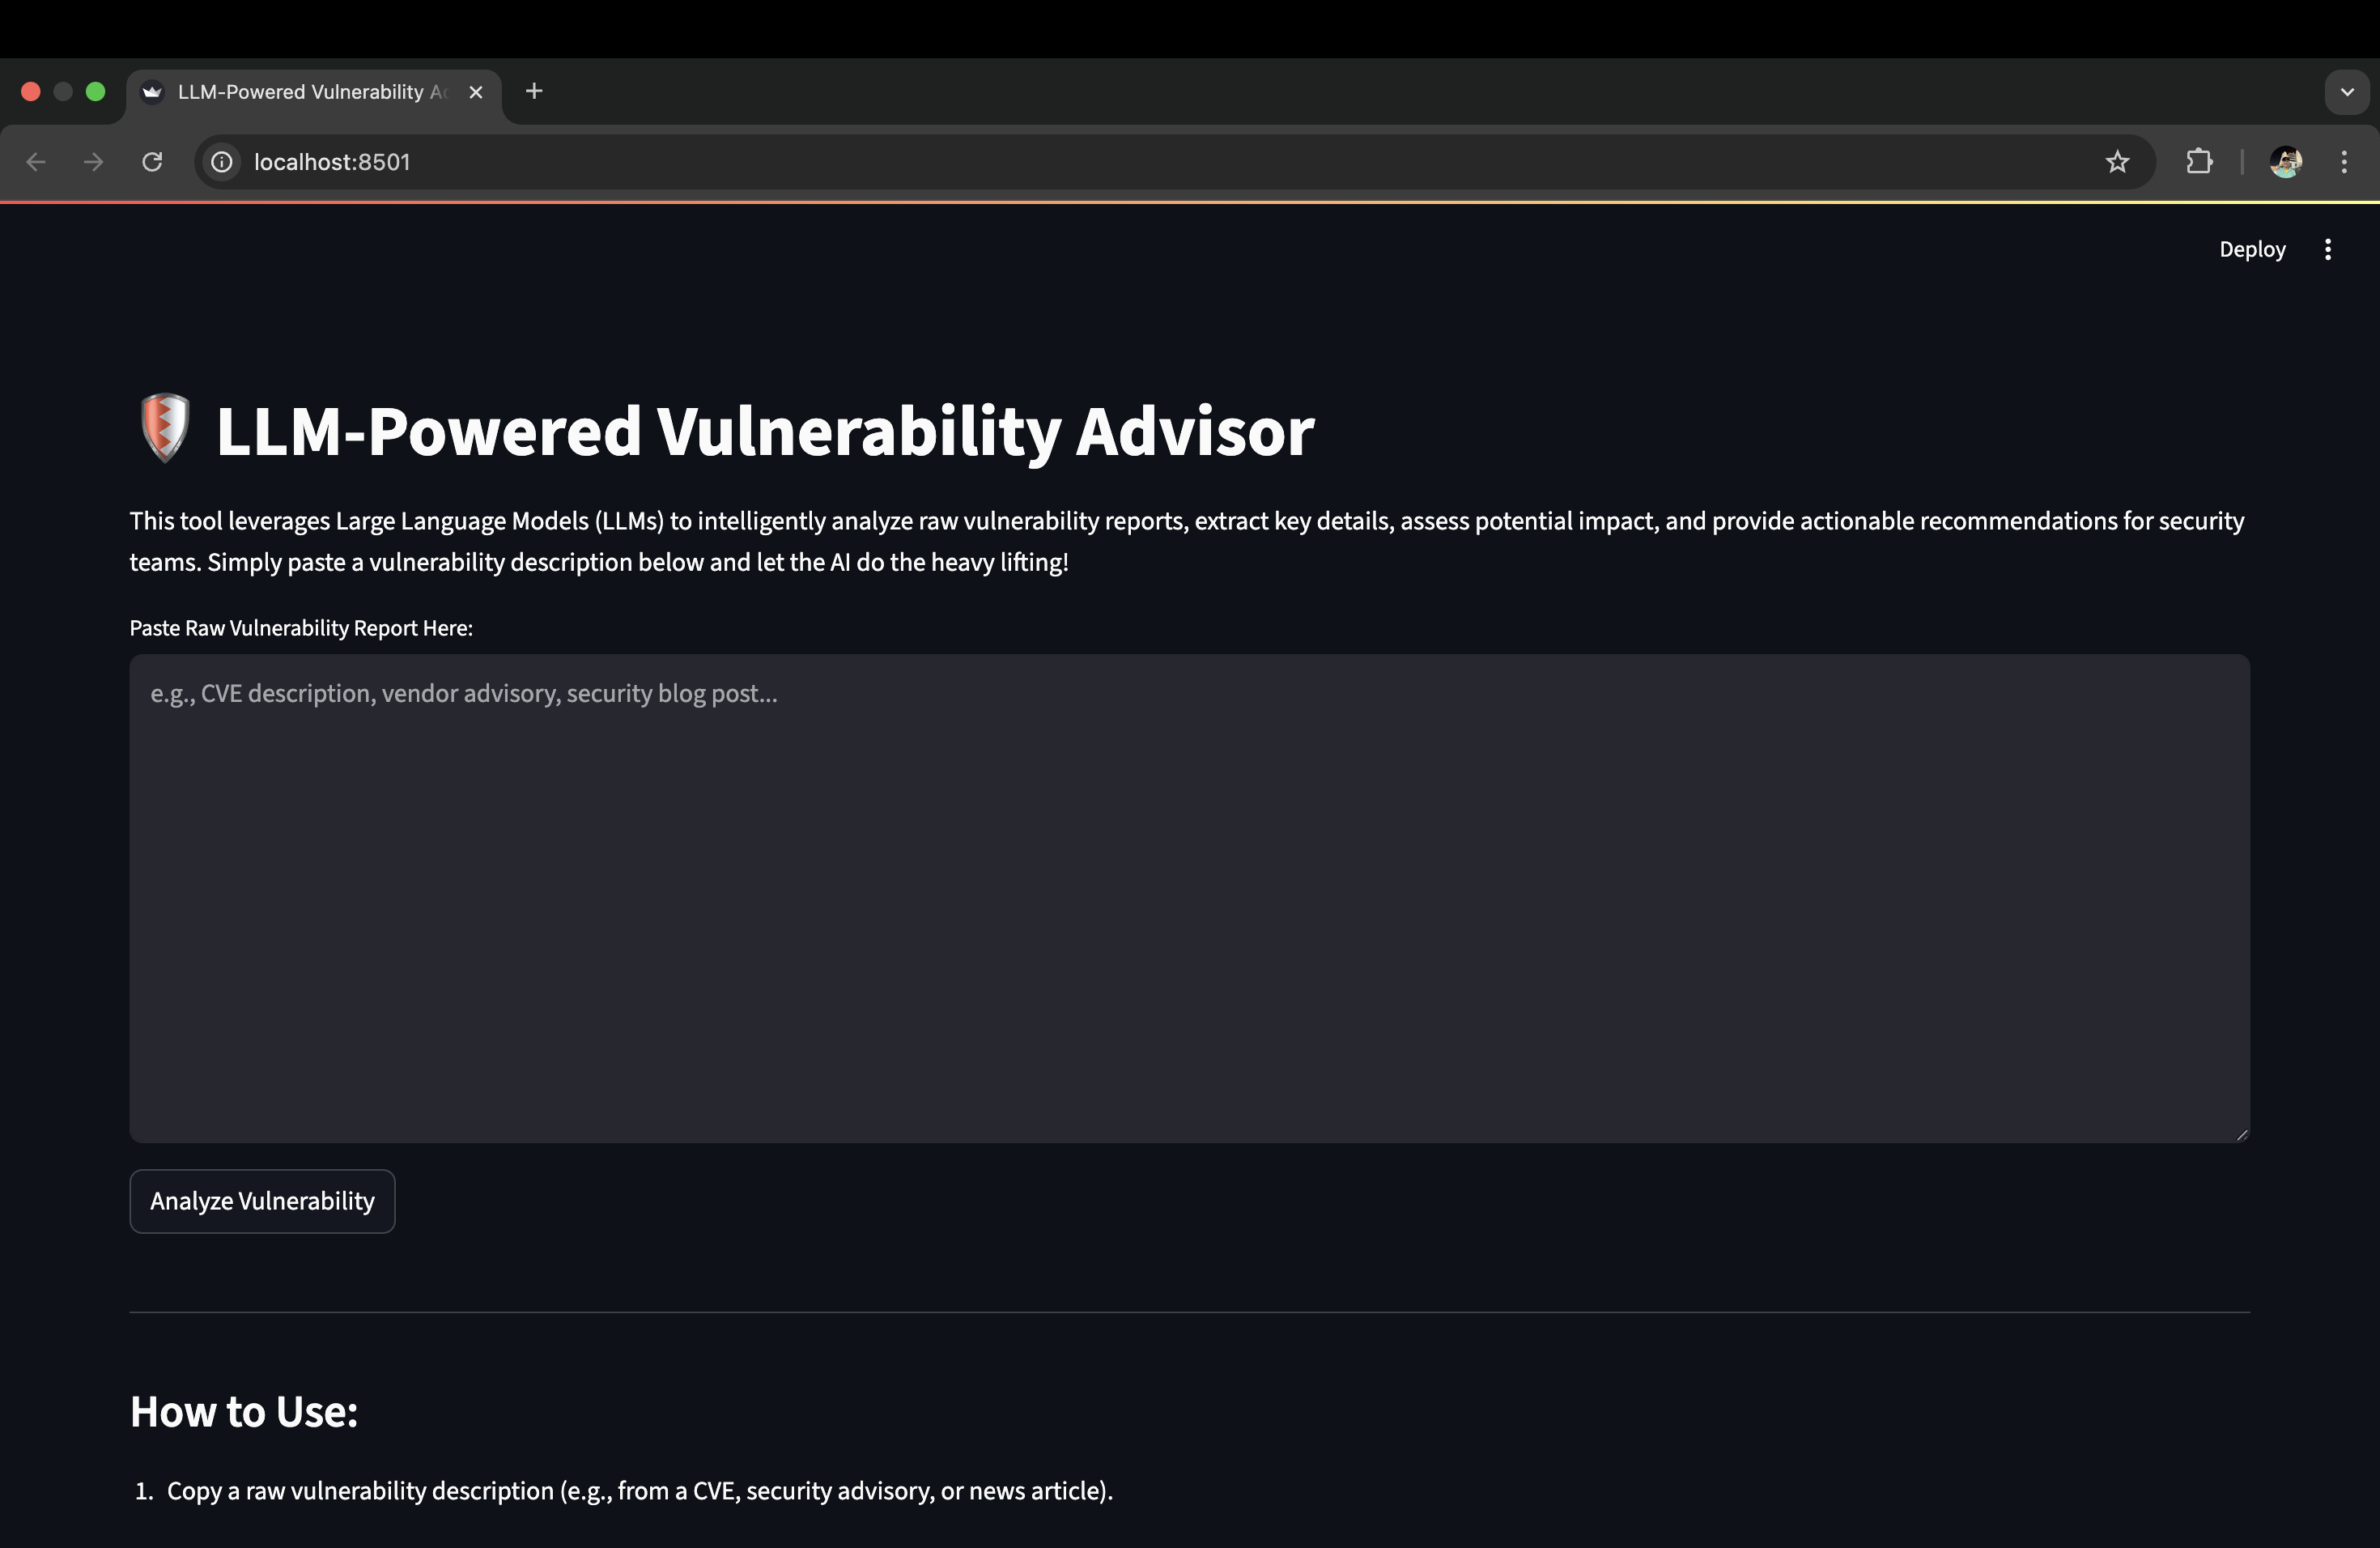 LLM-Powered Vulnerability Ac
localhost:8501
Deploy
LLM-Powered Vulnerability Advisor
This tool leverages Large Language Models (LLMs) to intelligently analyze raw vulnerability reports, extract key details, assess potential impact, and provide actionable recommendations for security
teams. Simply paste a vulnerability description below and let the AI do the heavy lifting!
Paste Raw Vulnerability Report Here:
e.g., CVE description, vendor advisory, security blog post...
Analyze Vulnerability
How to Use:
1. Copy a raw vulnerability description (e.g., from a CVE, security advisory, or news article).